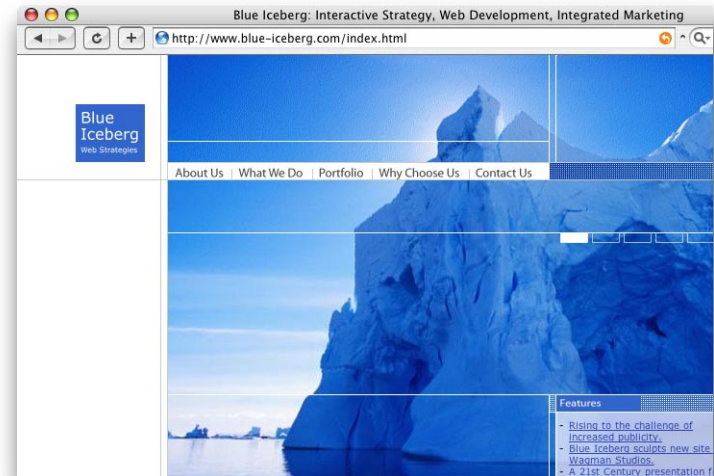 Blue Iceberg: Interactive Strategy, Web Development, Integrated Marketing
http://www.blue-iceberg.com/index.html
Blue
Iceberg
Web Strategies
About Us | What We Do | Portfolio | Why Choose Us | Contact Us
Features
- Rising to the challenge of
increased publicity.
- Blue Iceberg sculpts new site
Wagman Studios.
- A 21st Century presentation f